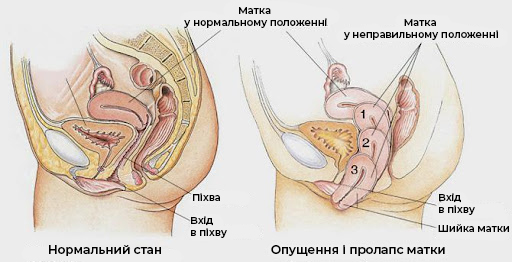 Матка
у нормальному положенні
Матка
у неправильному положенні
1
2
3
Піхва
Вхід
в піхву
Вхід
в піхву
Шийка матки
Нормальний стан
Опущення і пролапс матки